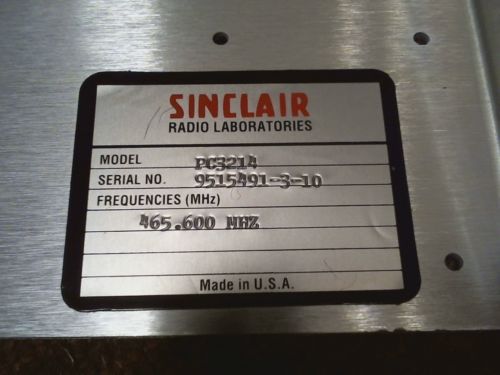 SINCLAIR
RADIO LABORATORIES
MODEL PC3214
SERIAL NO. 9515491-3-10
FREQUENCIES (MHz)
465.600 MHZ
Made in U.S.A.